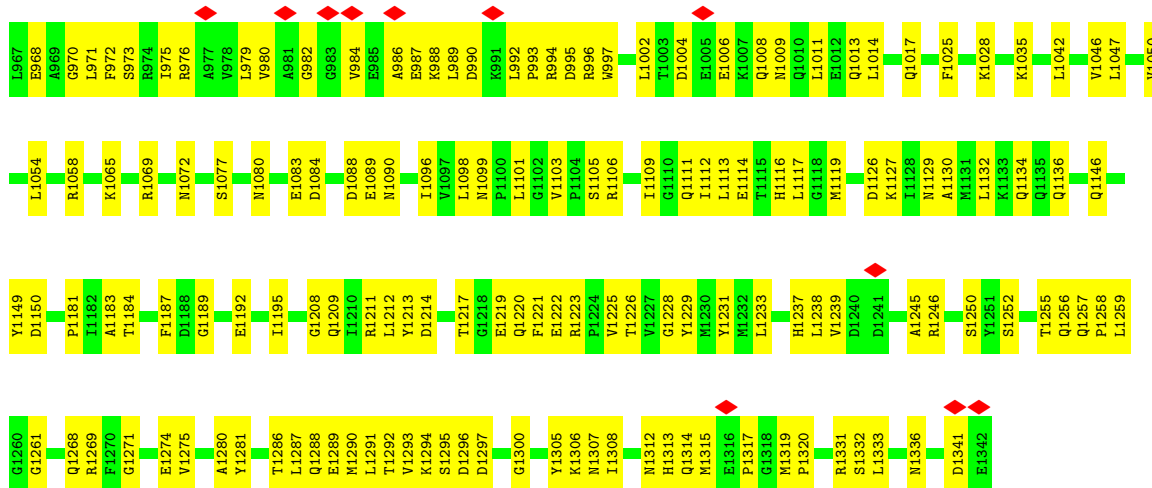 L967 E968 A969 G970 L971 F972 S973 R974 I975 R976 A977 V978 L979 V980 A981 G982 G983 V984 E985 A986 E987 K988 L989 D990 K991 L992 P993 R994 D995 R996 W997 L1002 T1003 D1004 E1005 E1006 K1007 Q1008 N1009 Q1010 L1011 E1012 Q1013 L1014 Q1017 F1025 K1028 K1035 L1042 V1046 L1047
L1054 R1058 K1065 R1069 N1072 S1077 N1080 E1083 D1084 D1088 E1089 N1090 I1096 V1097 L1098 N1099 P1100 L1101 G1102 V1103 P1104 S1105 R1106 I1109 G1110 Q1111 I1112 L1113 E1114 T1115 H1116 L1117 G1118 M1119 D1126 K1127 I1128 N1129 A1130 M1131 L1132 K1133 Q1134 Q1135 Q1136 Q1146
Y1149 D1150 P1181 I1182 A1183 T1184 F1187 D1188 G1189 E1192 I1195 G1208 Q1209 I1210 R1211 L1212 Y1213 D1214 T1217 G1218 E1219 Q1220 F1221 E1222 R1223 P1224 V1225 T1226 V1227 G1228 Y1229 M1230 Y1231 M1232 L1233 H1237 L1238 V1239 D1240 D1241 A1245 R1246 S1250 Y1251 S1252 T1255 Q1256 Q1257 P1258 L1259
G1260 G1261 Q1268 R1269 F1270 G1271 E1274 V1275 A1280 Y1281 T1286 L1287 Q1288 E1289 M1290 L1291 T1292 V1293 K1294 S1295 D1296 D1297 G1300 Y1305 K1306 N1307 I1308 N1312 H1313 Q1314 M1315 E1316 P1317 G1318 M1319 P1320 R1331 S1332 L1333 N1336 D1341 E1342